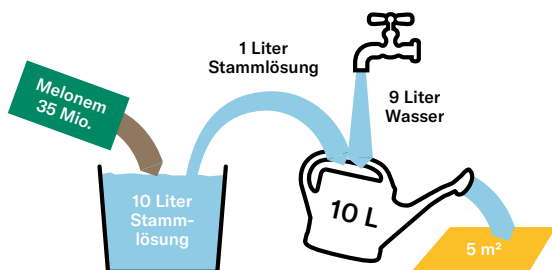 Melonem
35 Mio.
1 Liter
Stammlösung
9 Liter
Wasser
10 Liter
Stamm-
lösung
10 L
5 m²